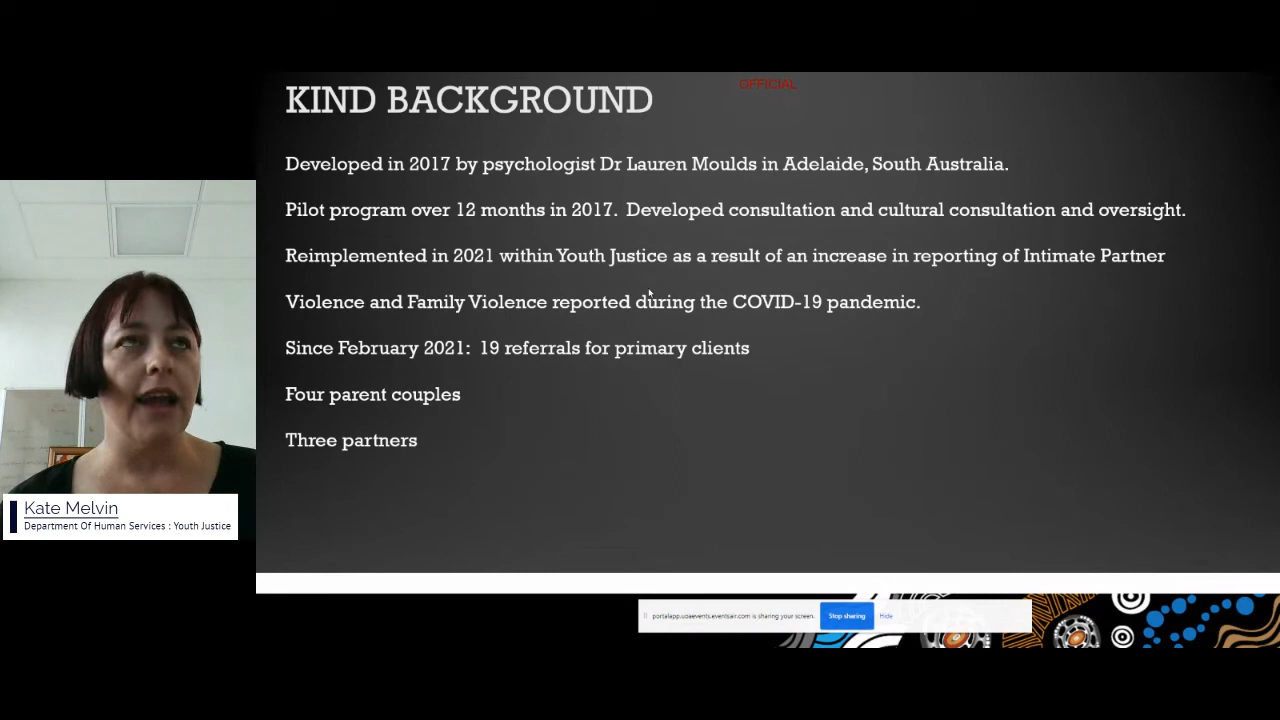 OFFICIAL
KIND BACKGROUND
Developed in 2017 by psychologist Dr Lauren Moulds in Adelaide, South Australia.
Pilot program over 12 months in 2017.  Developed consultation and cultural consultation and oversight.
Reimplemented in 2021 within Youth Justice as a result of an increase in reporting of Intimate Partner
Violence and Family Violence reported during the COVID-19 pandemic.
Since February 2021:  19 referrals for primary clients
Four parent couples
Three partners
Kate Melvin
Department Of Human Services : Youth Justice
portalapp.uoaevents.eventsair.com is sharing your screen. Stop sharing Hide